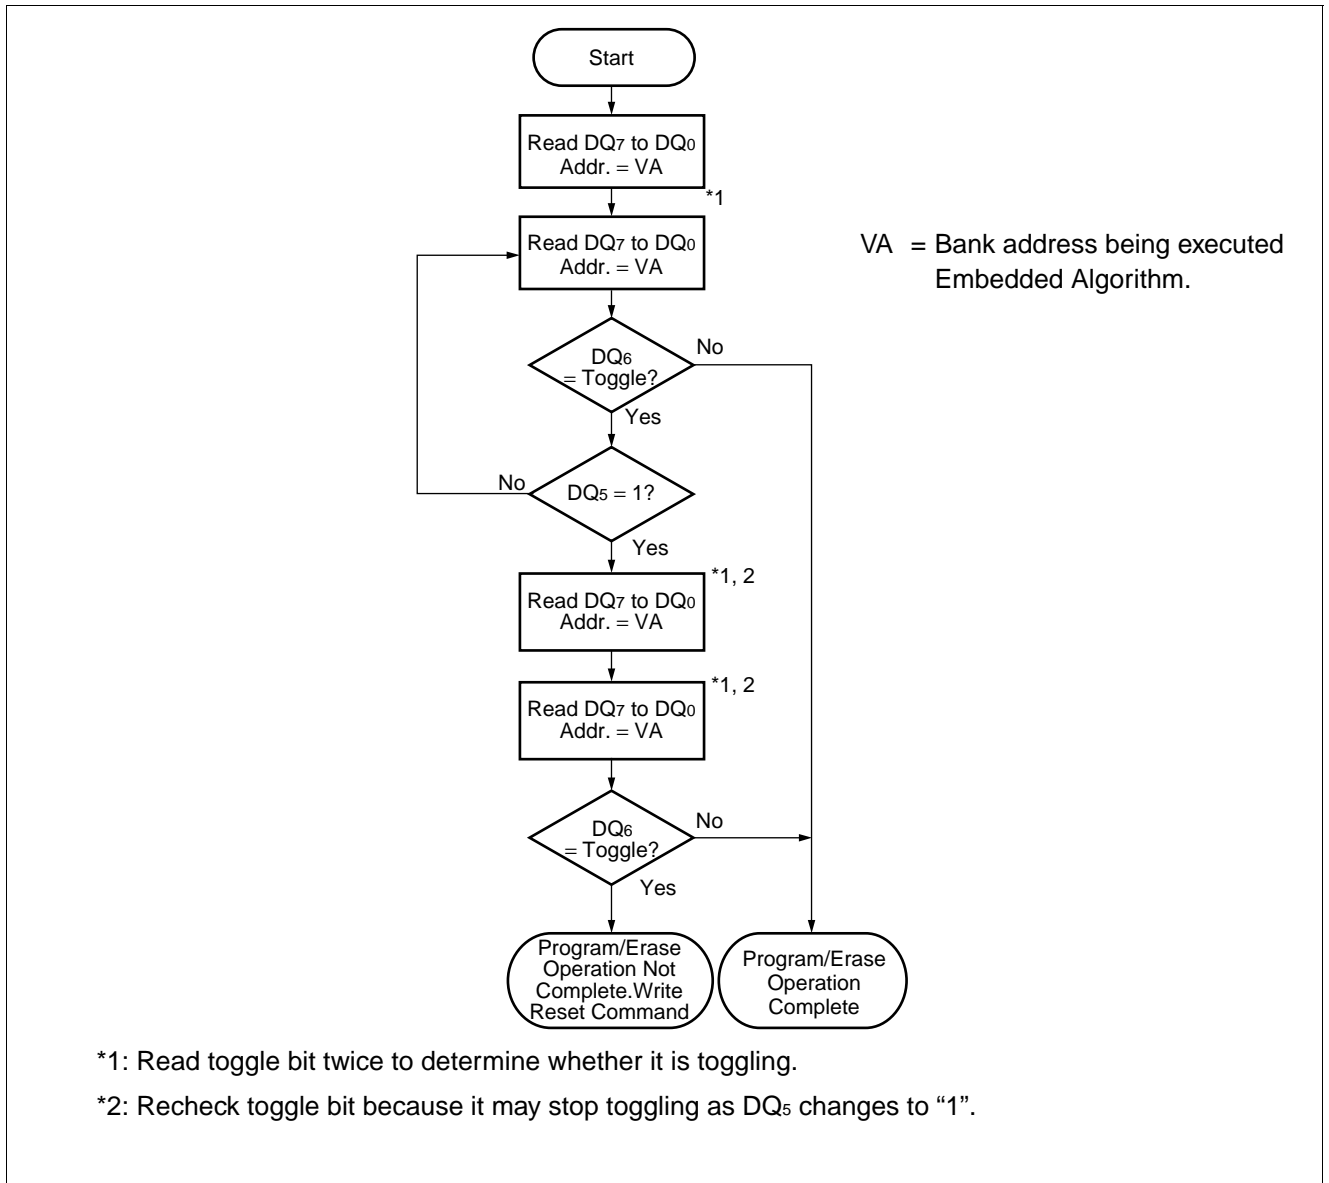 Start
Read DQ7 to DQ0
Addr. = VA
*1
Read DQ7 to DQ0
Addr. = VA
VA = Bank address being executed
Embedded Algorithm.
DQ6
= Toggle?
No
Yes
DQ5 = 1?
No
Yes
*1, 2
Read DQ7 to DQ0
Addr. = VA
*1, 2
Read DQ7 to DQ0
Addr. = VA
DQ6
= Toggle?
No
Yes
Program/Erase
Operation Not
Complete.Write
Reset Command
Program/Erase
Operation
Complete
*1: Read toggle bit twice to determine whether it is toggling.
*2: Recheck toggle bit because it may stop toggling as DQ5 changes to “1”.